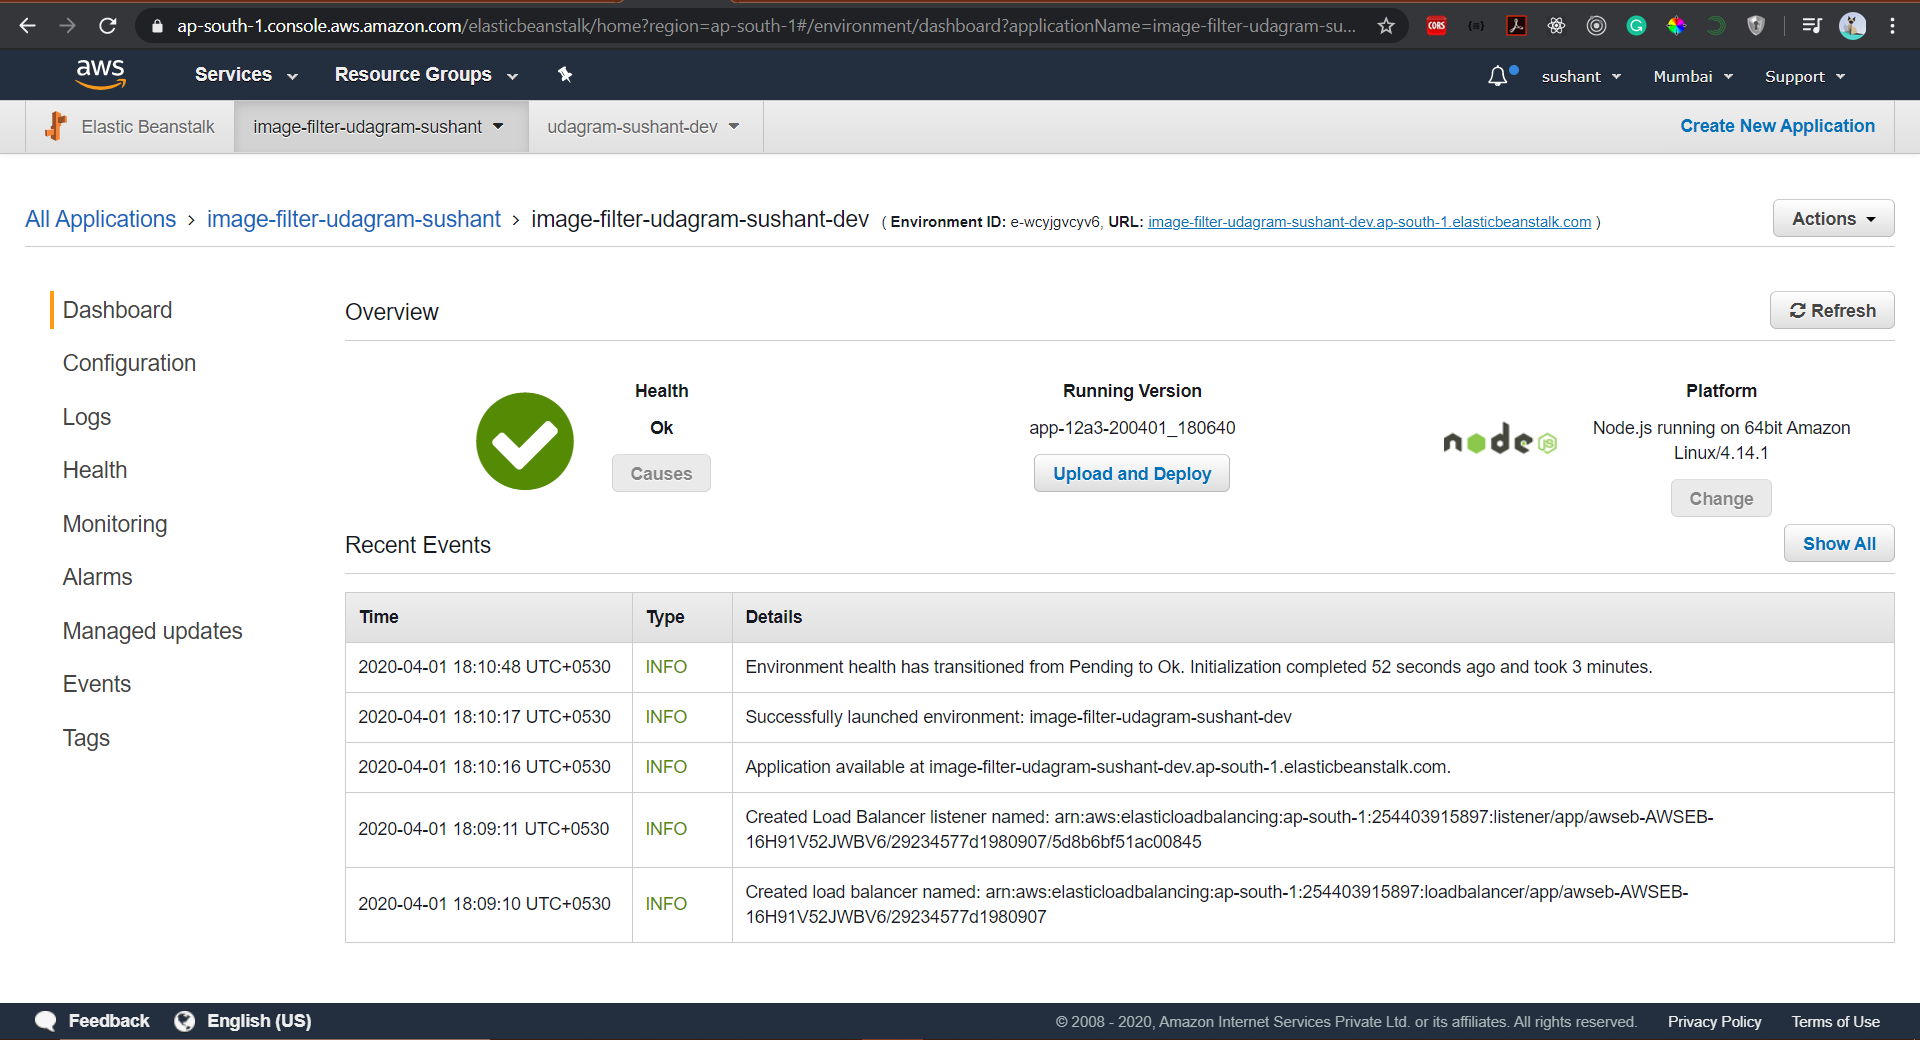 ap-south-1.console.aws.amazon.com/elasticbeanstalk/home?region=ap-south-1#/environment/dashboard?applicationName=image-filter-udagram-su...
CORS
aws Services Resource Groups sushant Mumbai Support
Elastic Beanstalk image-filter-udagram-sushant udagram-sushant-dev Create New Application
All Applications › image-filter-udagram-sushant › image-filter-udagram-sushant-dev ( Environment ID: e-wcyjgvcyv6, URL: image-filter-udagram-sushant-dev.ap-south-1.elasticbeanstalk.com ) Actions
Dashboard
Configuration
Logs
Health
Monitoring
Alarms
Managed updates
Events
Tags
Overview Refresh
Health
Ok
Causes
Running Version
app-12a3-200401_180640
Upload and Deploy
node JS
Platform
Node.js running on 64bit Amazon
Linux/4.14.1
Change
Recent Events Show All
Time Type Details
2020-04-01 18:10:48 UTC+0530 INFO Environment health has transitioned from Pending to Ok. Initialization completed 52 seconds ago and took 3 minutes.
2020-04-01 18:10:17 UTC+0530 INFO Successfully launched environment: image-filter-udagram-sushant-dev
2020-04-01 18:10:16 UTC+0530 INFO Application available at image-filter-udagram-sushant-dev.ap-south-1.elasticbeanstalk.com.
2020-04-01 18:09:11 UTC+0530 INFO Created Load Balancer listener named: arn:aws:elasticloadbalancing:ap-south-1:254403915897:listener/app/awseb-AWSEB-
16H91V52JWBV6/29234577d1980907/5d8b6bf51ac00845
2020-04-01 18:09:10 UTC+0530 INFO Created load balancer named: arn:aws:elasticloadbalancing:ap-south-1:254403915897:loadbalancer/app/awseb-AWSEB-
16H91V52JWBV6/29234577d1980907
Feedback English (US) © 2008 - 2020, Amazon Internet Services Private Ltd. or its affiliates. All rights reserved. Privacy Policy Terms of Use